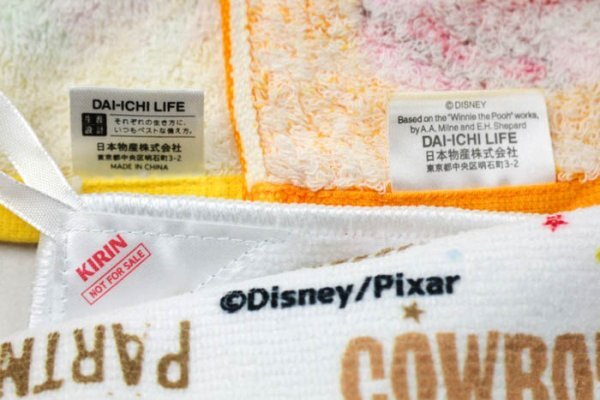 DAI-ICHI LIFE
生涯設計 それぞれの生き方に、
いつもベストな備え方。
日本物産株式会社
東京都中央区明石町3-2
MADE IN CHINA
©DISNEY
Based on the "Winnie the Pooh" works,
by A.A. Milne and E.H. Shepard
DAI-ICHI LIFE
日本物産株式会社
東京都中央区明石町3-2
KIRIN
NOT FOR SALE
©Disney/Pixar
PARTN
COWBO